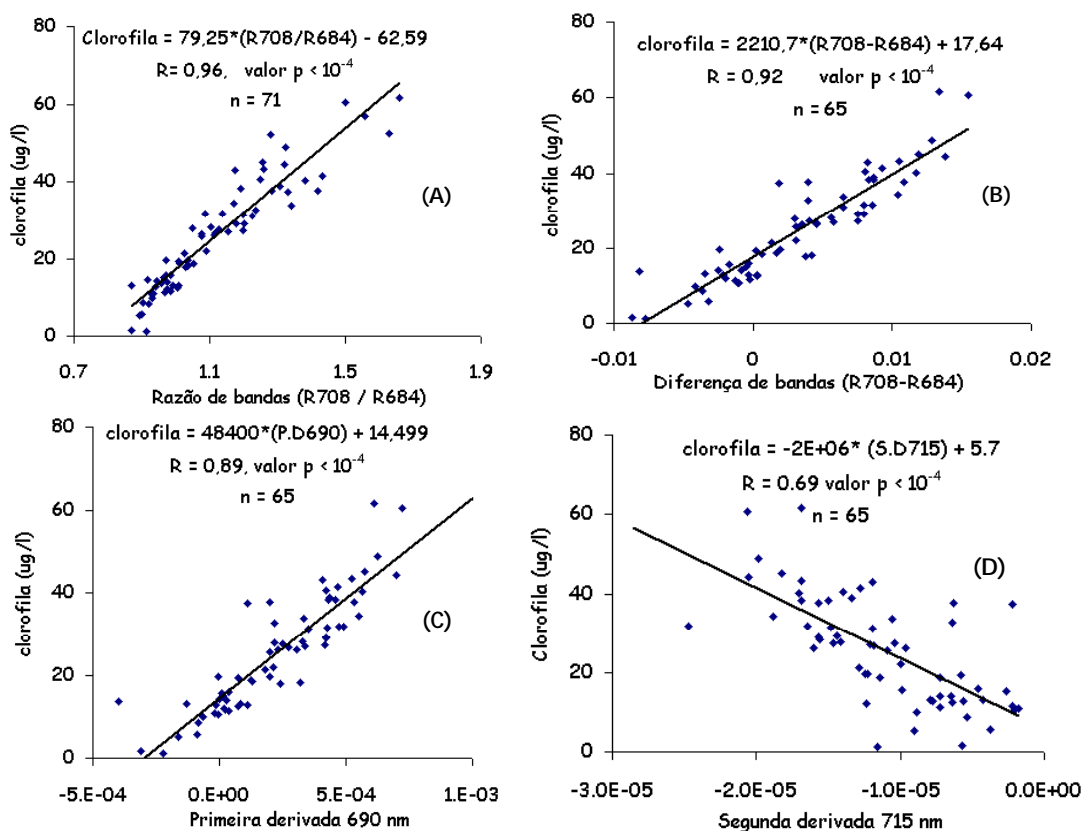 Clorofila = 79,25*(R708/R684) - 62,59
R= 0,96, valor p < 10-4
n = 71
clorofila (ug/l)
80
60
40
20
0
(A)
0.7 1.1 1.5 1.9
Razão de bandas (R708 / R684)
clorofila = 2210,7*(R708-R684) + 17,64
R = 0,92 valor p < 10-4
n = 65
clorofila (ug/l)
80
60
40
20
0
(B)
-0.01 0 0.01 0.02
Diferença de bandas (R708-R684)
clorofila = 48400*(P.D690) + 14,499
R = 0,89, valor p < 10-4
n = 65
clorofila (ug/l)
80
60
40
20
0
(C)
-5.E-04 0.E+00 5.E-04 1.E-03
Primeira derivada 690 nm
clorofila = -2E+06* (S.D715) + 5.7
R = 0.69 valor p < 10-4
n = 65
Clorofila (ug/l)
80
60
40
20
0
(D)
-3.0E-05 -2.0E-05 -1.0E-05 0.0E+00
Segunda derivada 715 nm